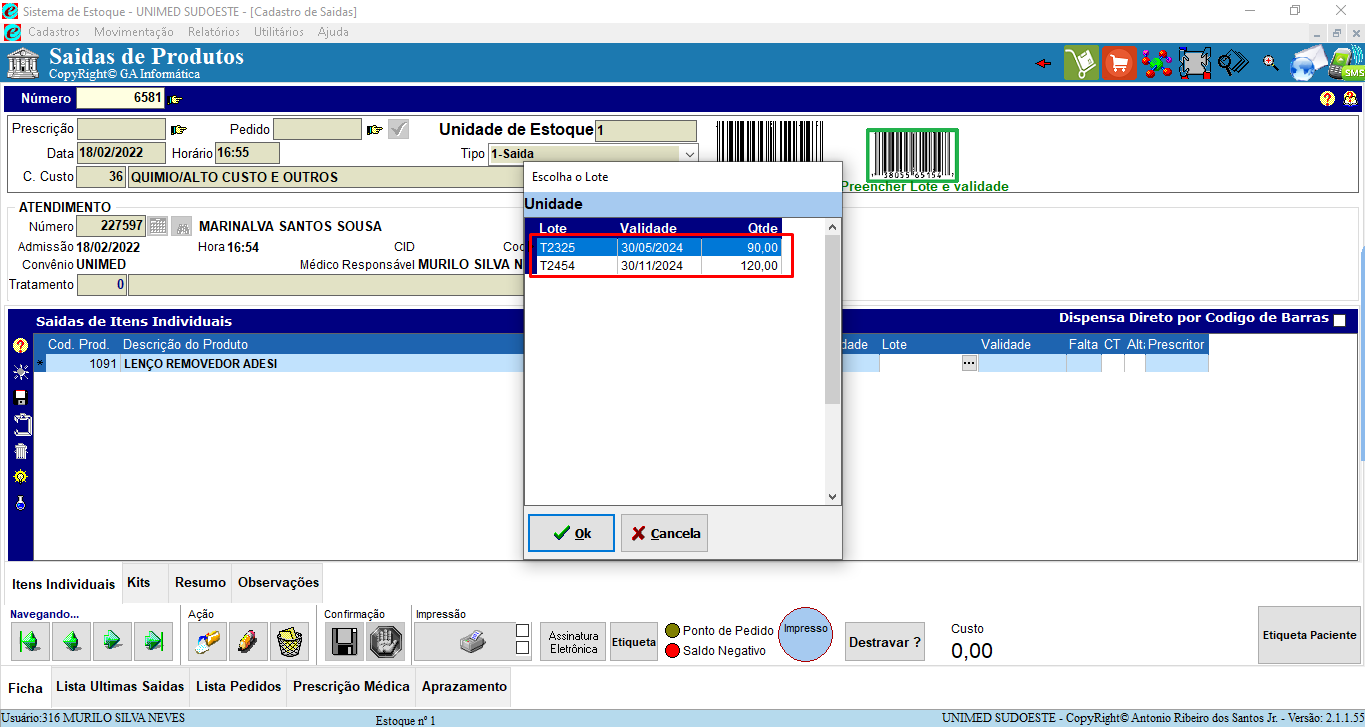 Sistema de Estoque - UNIMED SUDOESTE - [Cadastro de Saidas]
Cadastros Movimentação Relatórios Utilitários Ajuda
Saidas de Produtos
CopyRight© GA Informática
SMS
Número 6581
Prescrição Pedido Unidade de Estoque 1
Data 18/02/2022 Horário 16:55 Tipo 1-Saida
C. Custo 36 QUIMIO/ALTO CUSTO E OUTROS
Preencher Lote e Validade
ATENDIMENTO
Número 227597 MARINALVA SANTOS SOUSA
Admissão 18/02/2022 Hora 16:54 CID
Convênio UNIMED Médico Responsável MURILO SILVA N
Tratamento 0
Escolha o Lote
Unidade
Lote Validade Qtde
T2325 30/05/2024 90,00
T2454 30/11/2024 120,00
Ok Cancela
Saidas de Itens Individuais Dispensa Direto por Codigo de Barras
Cod. Prod. Descrição do Produto dade Lote Validade Falta CT Alta Prescritor
* 1091 LENÇO REMOVEDOR ADESI ...
Itens Individuais Kits Resumo Observações
Navegando... Ação Confirmação Impressão
Assinatura Eletrônica Etiqueta
Ponto de Pedido
Saldo Negativo
Impresso
Destravar ?
Custo
0,00
Etiqueta Paciente
Ficha Lista Ultimas Saidas Lista Pedidos Prescrição Médica Aprazamento
Usuário:316 MURILO SILVA NEVES Estoque nº 1 UNIMED SUDOESTE - CopyRight© Antonio Ribeiro dos Santos Jr. - Versão: 2.1.1.55